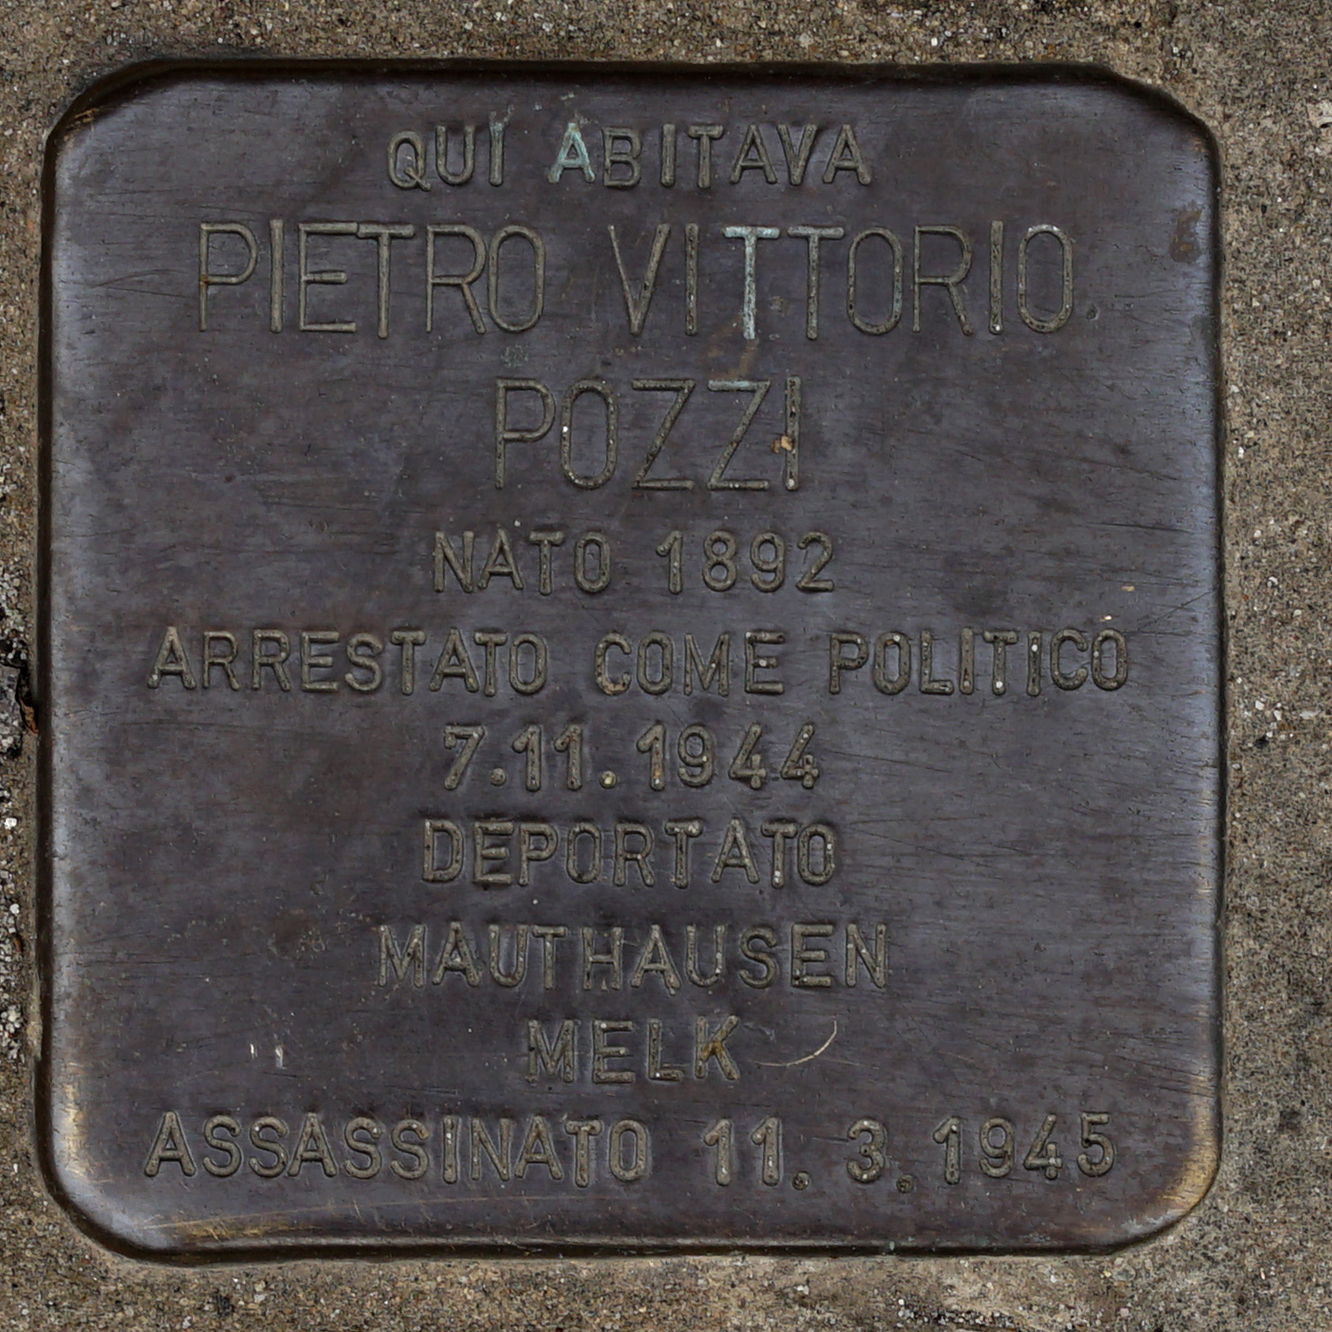 QUI ABITAVA
PIETRO VITTORIO
POZZI
NATO 1892
ARRESTATO COME POLITICO
7.11.1944
DEPORTATO
MAUTHAUSEN
MELK
ASSASSINATO 11.3.1945